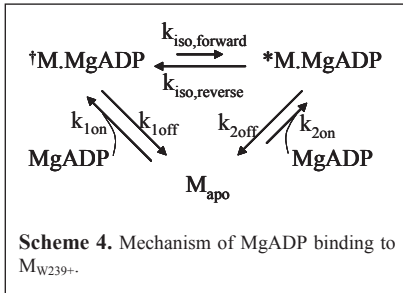 k_iso,forward
†M.MgADP *M.MgADP
k_iso,reverse
k_1on k_1off k_2off k_2on
MgADP MgADP
M_apo
Scheme 4. Mechanism of MgADP binding to
M_W239+.